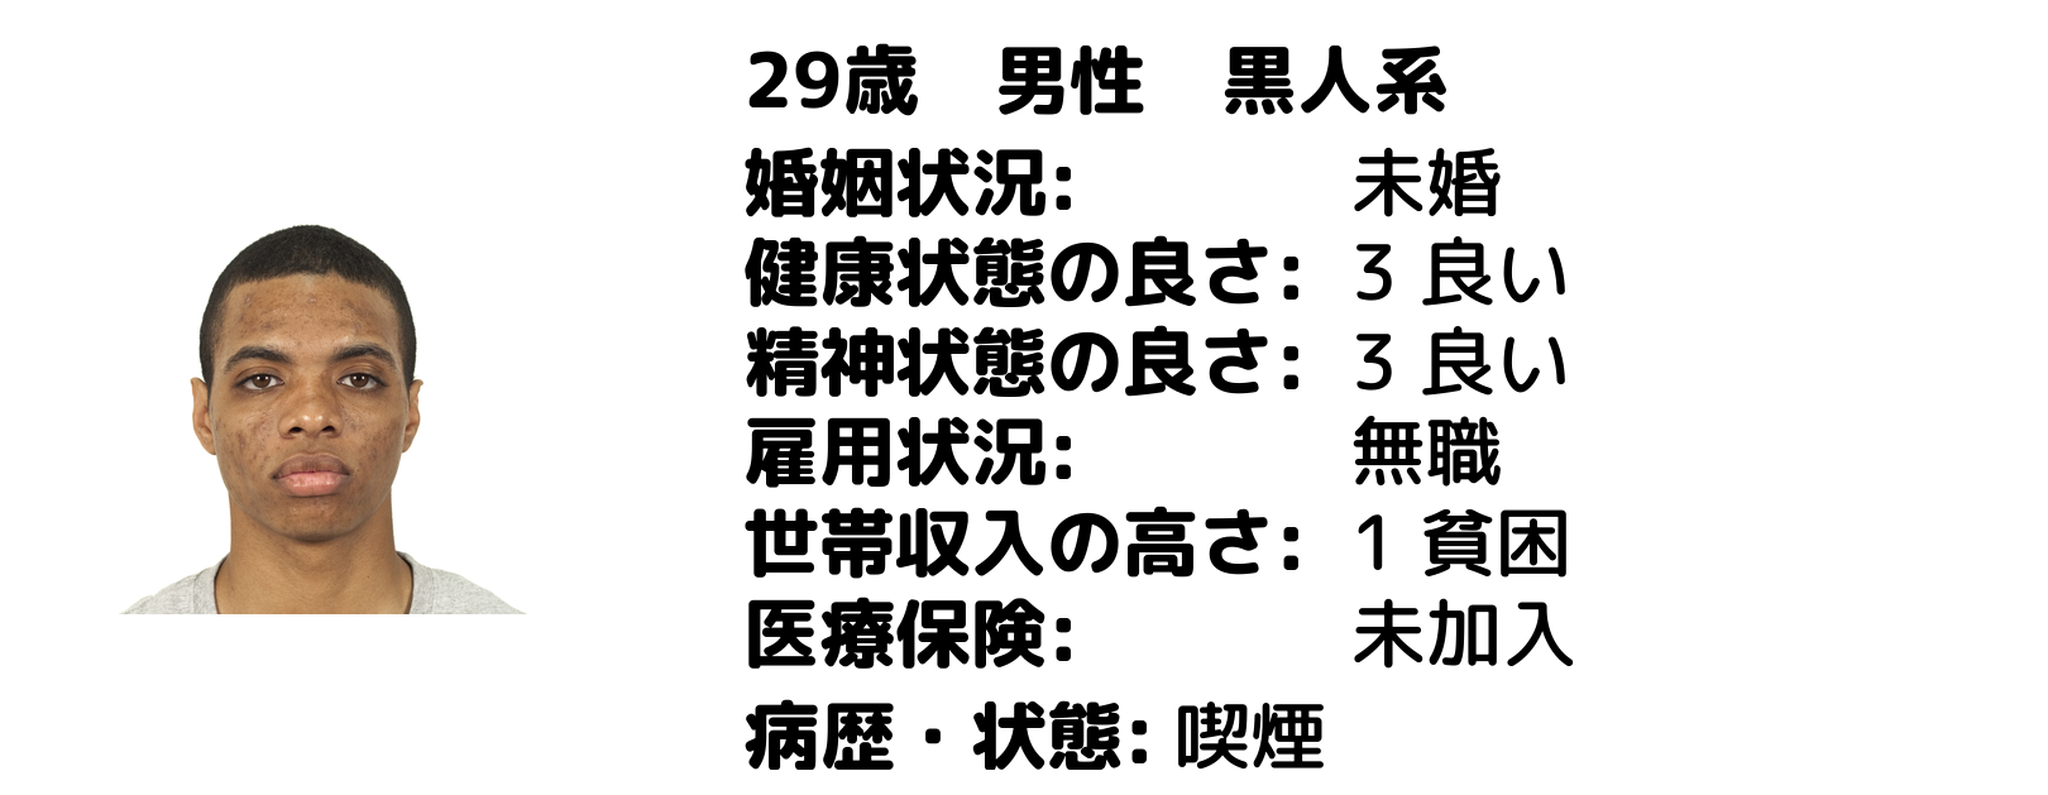 29歳　男性　黒人系
婚姻状況: 未婚
健康状態の良さ: 3 良い
精神状態の良さ: 3 良い
雇用状況: 無職
世帯収入の高さ: 1 貧困
医療保険: 未加入
病歴・状態: 喫煙